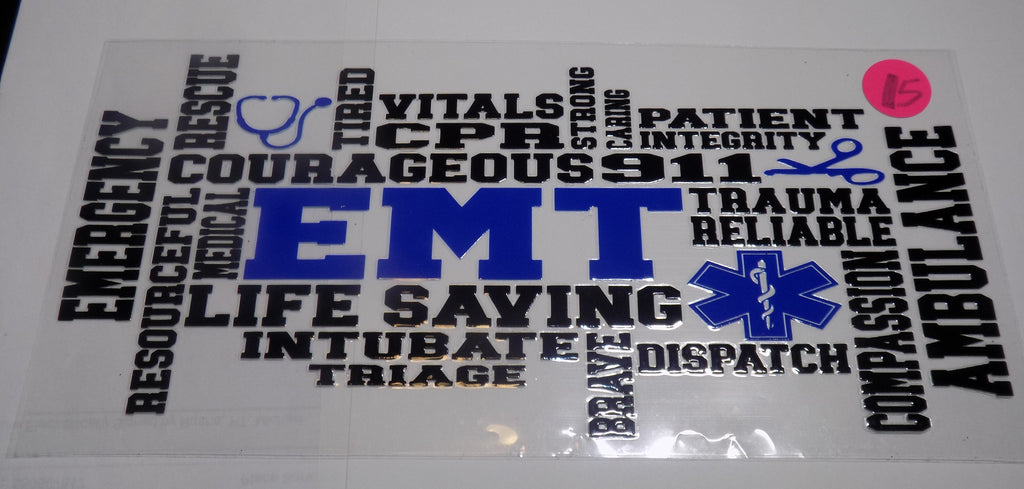 EMERGENCY
RESOURCEFUL
RESCUE
MEDICAL
TIRED
VITALS
CPR
STRONG
CARING
PATIENT
INTEGRITY
15
COURAGEOUS 911
EMT
TRAUMA
RELIABLE
LIFE SAVING
INTUBATE
TRIAGE
BRAVE
DISPATCH
COMPASSION
AMBULANCE